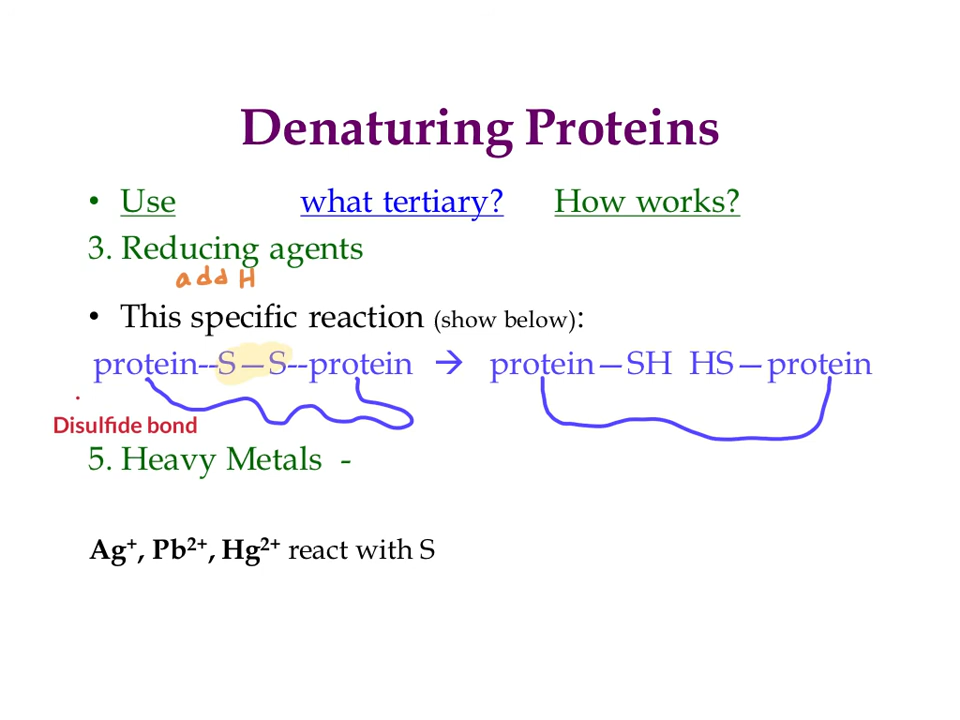 Denaturing Proteins
• Use what tertiary? How works?
3. Reducing agents
add H
• This specific reaction (show below):
protein--S—S--protein → protein—SH HS—protein
Disulfide bond
5. Heavy Metals -
Ag⁺, Pb²⁺, Hg²⁺ react with S